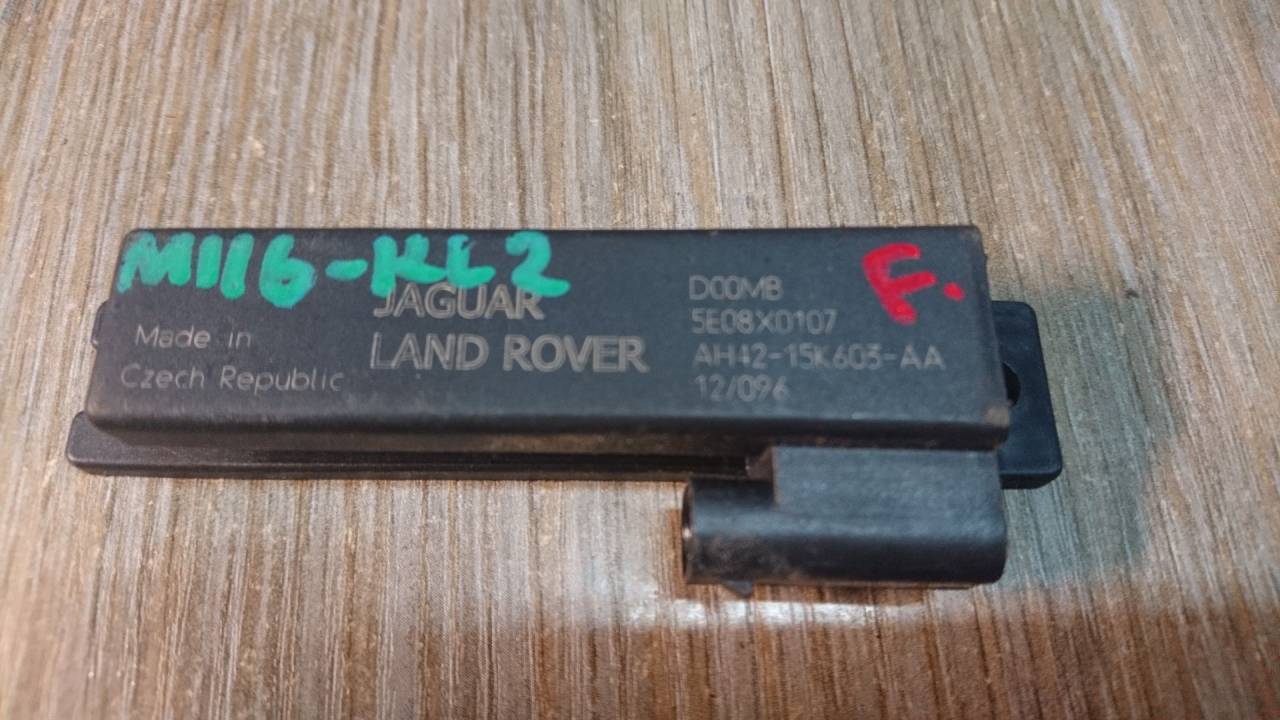 M116-KL2
F.
JAGUAR
LAND ROVER
Made in
Czech Republic
D00MB
5E08X0107
AH42-15K603-AA
12/096